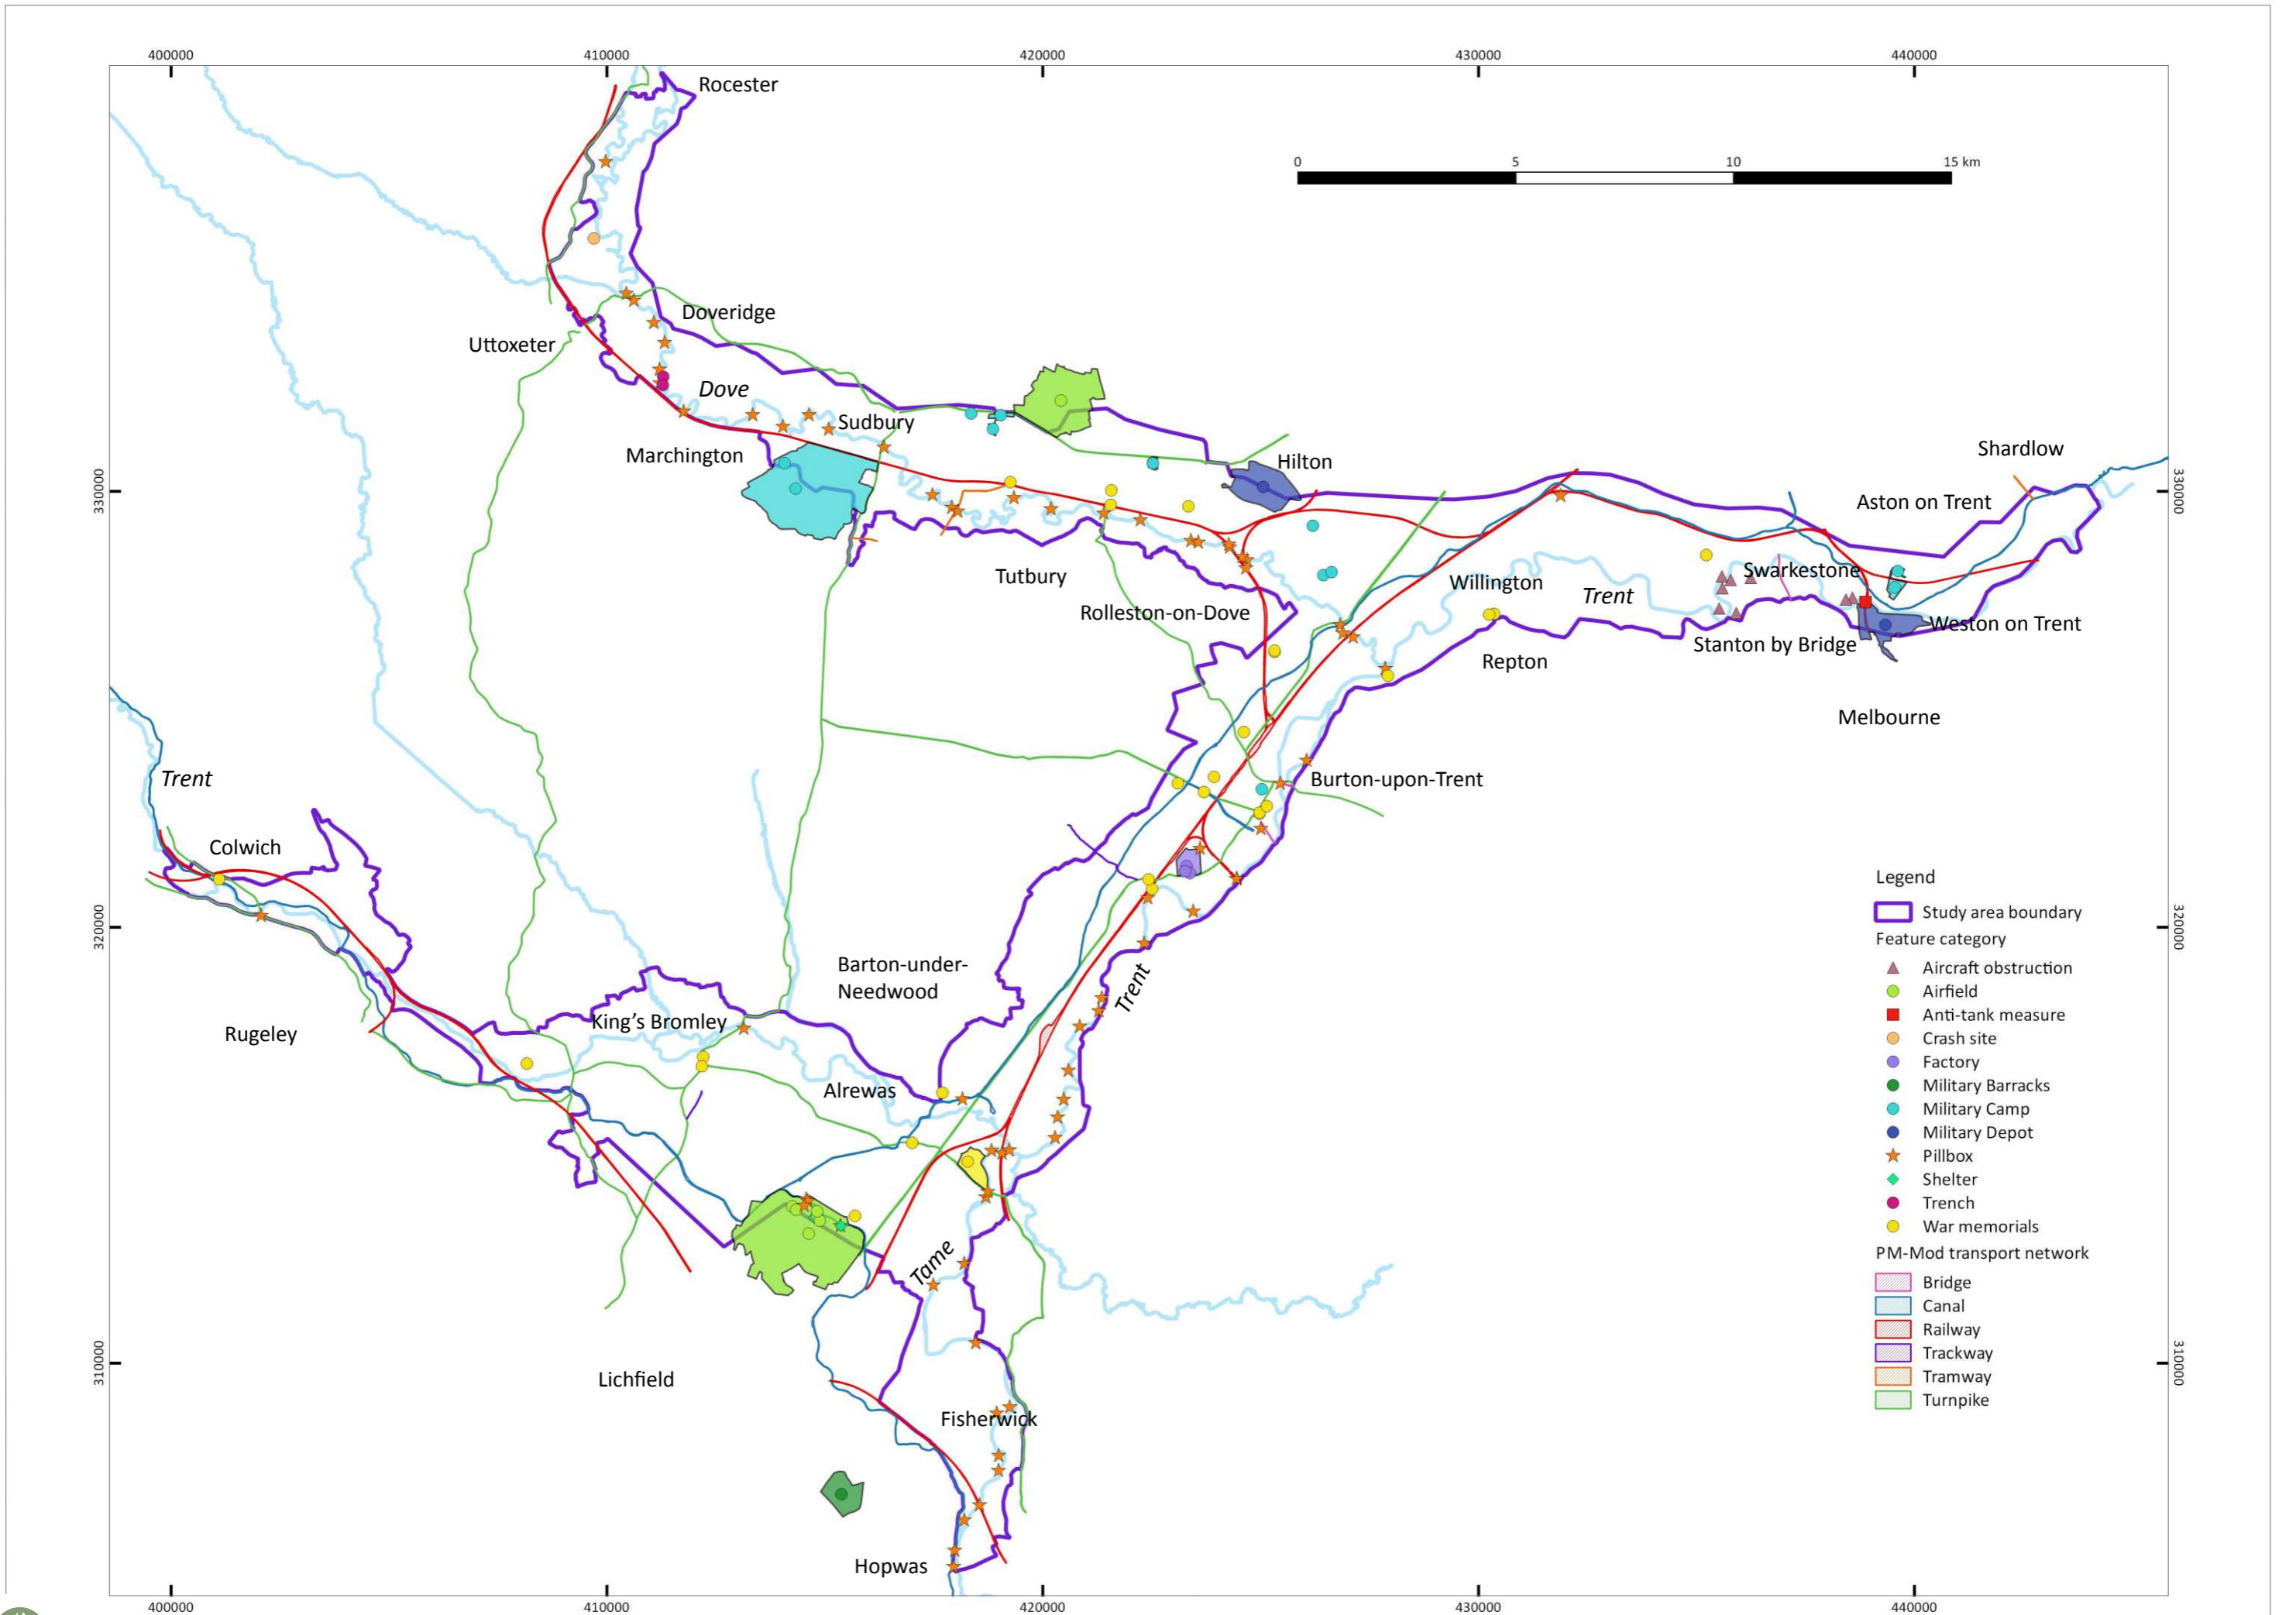 400000
410000
420000
430000
440000
Rocester
0
5
10
15 km
Doveridge
Uttoxeter
Dove
Sudbury
Marchington
Hilton
Shardlow
330000
330000
Aston on Trent
Tutbury
Swarkestone
Willington
Trent
Rolleston-on-Dove
Weston on Trent
Stanton by Bridge
Repton
Melbourne
Trent
Burton-upon-Trent
Colwich
Legend
Study area boundary
Feature category
Aircraft obstruction
Airfield
Anti-tank measure
Crash site
Factory
Military Barracks
Military Camp
Military Depot
Pillbox
Shelter
Trench
War memorials
PM-Mod transport network
Bridge
Canal
Railway
Trackway
Tramway
Turnpike
320000
320000
Barton-under-
Needwood
Trent
King's Bromley
Rugeley
Alrewas
Tame
310000
310000
Lichfield
Fisherwick
Hopwas
400000
410000
420000
430000
440000